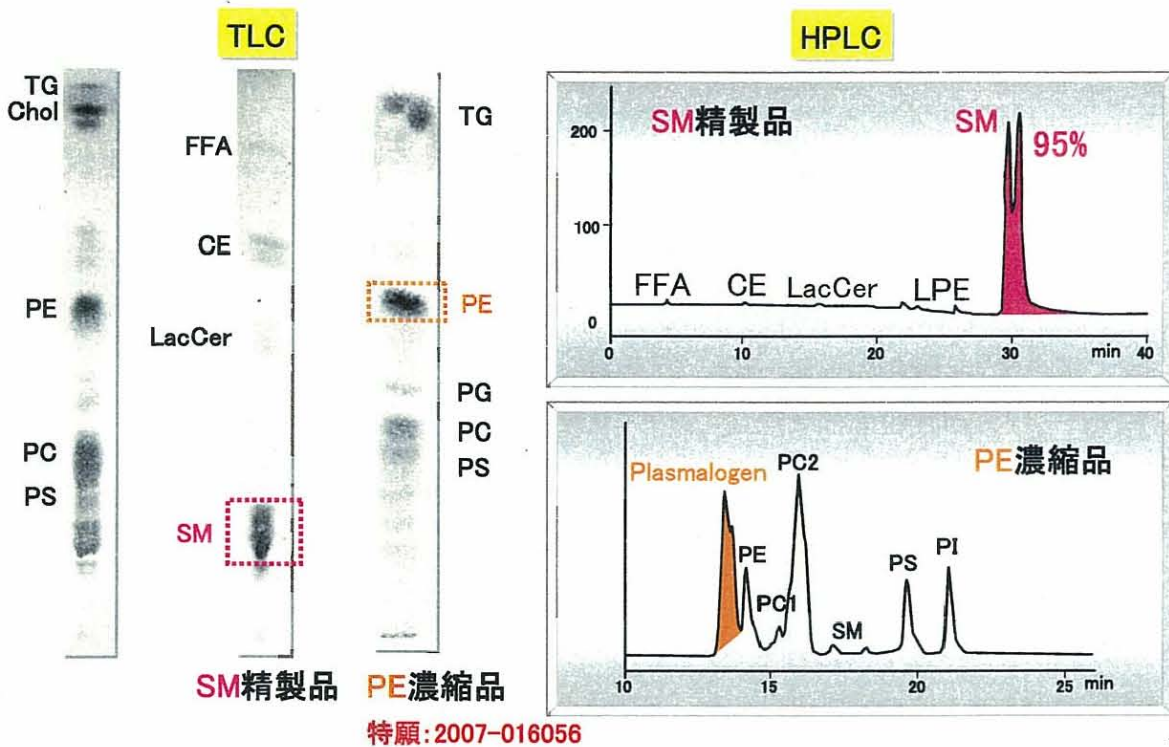 TLC
TG
Chol
PE
PC
PS
FFA
CE
LacCer
SM
SM精製品
TG
PE
PG
PC
PS
PE濃縮品
特願:2007-016056
HPLC
SM精製品
SM
95%
200
100
0
FFA
CE
LacCer
LPE
0
10
20
30
min
40
PE濃縮品
Plasmalogen
PE
PC1
PC2
SM
PS
PI
10
15
20
25
min